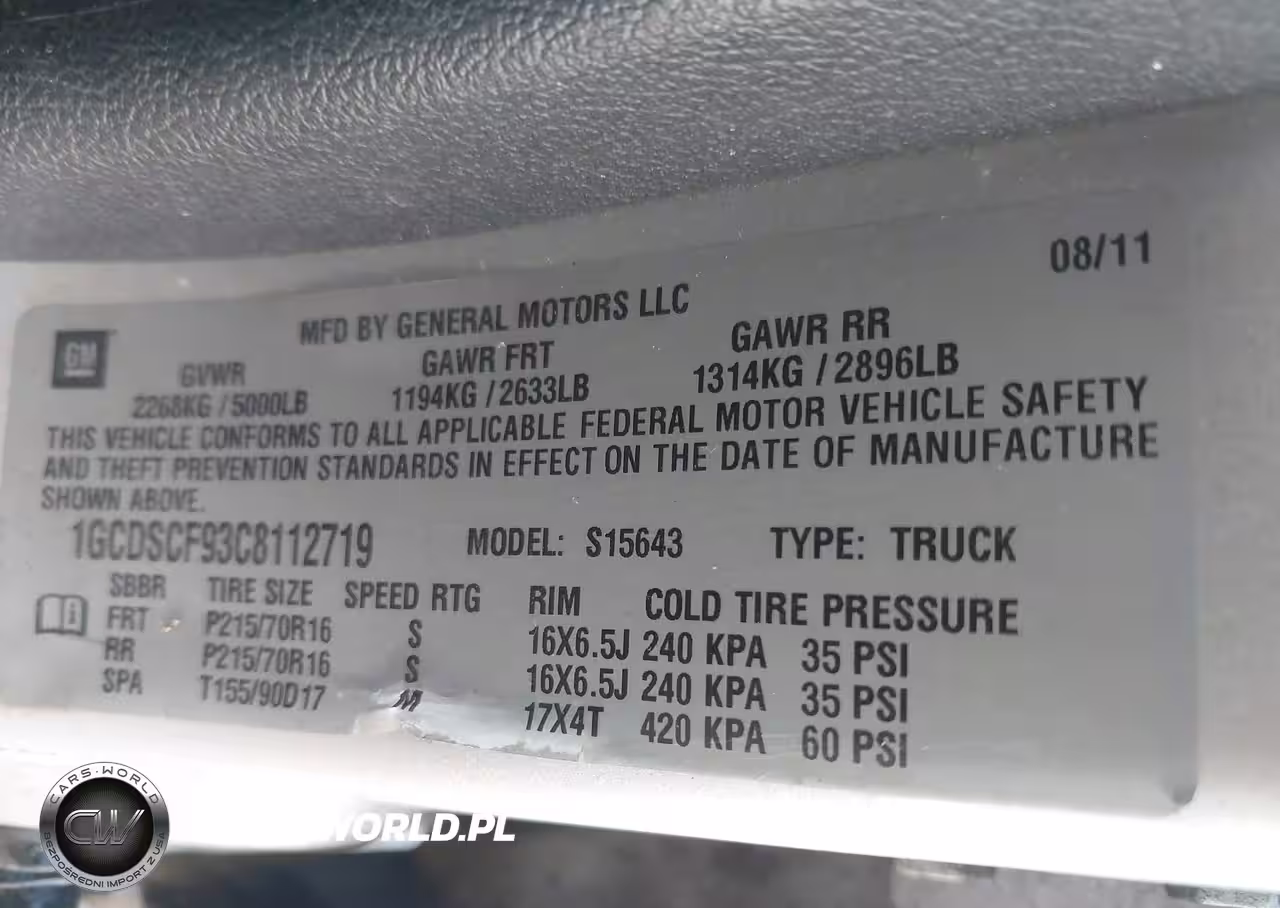 08/11
GM
MFD BY GENERAL MOTORS LLC
GVWR GAWR FRT GAWR RR
2268KG / 5000LB 1194KG / 2633LB 1314KG / 2896LB
THIS VEHICLE CONFORMS TO ALL APPLICABLE FEDERAL MOTOR VEHICLE SAFETY
AND THEFT PREVENTION STANDARDS IN EFFECT ON THE DATE OF MANUFACTURE
SHOWN ABOVE.
1GCDSCF93C8112719 MODEL: S15643 TYPE: TRUCK
SBBR TIRE SIZE SPEED RTG RIM COLD TIRE PRESSURE
FRT P215/70R16 S 16X6.5J 240 KPA 35 PSI
RR P215/70R16 S 16X6.5J 240 KPA 35 PSI
SPA T155/90D17 M 17X4T 420 KPA 60 PSI
CARS-WORLD
CW
BEZPOŚREDNI IMPORT Z USA
WORLD.PL